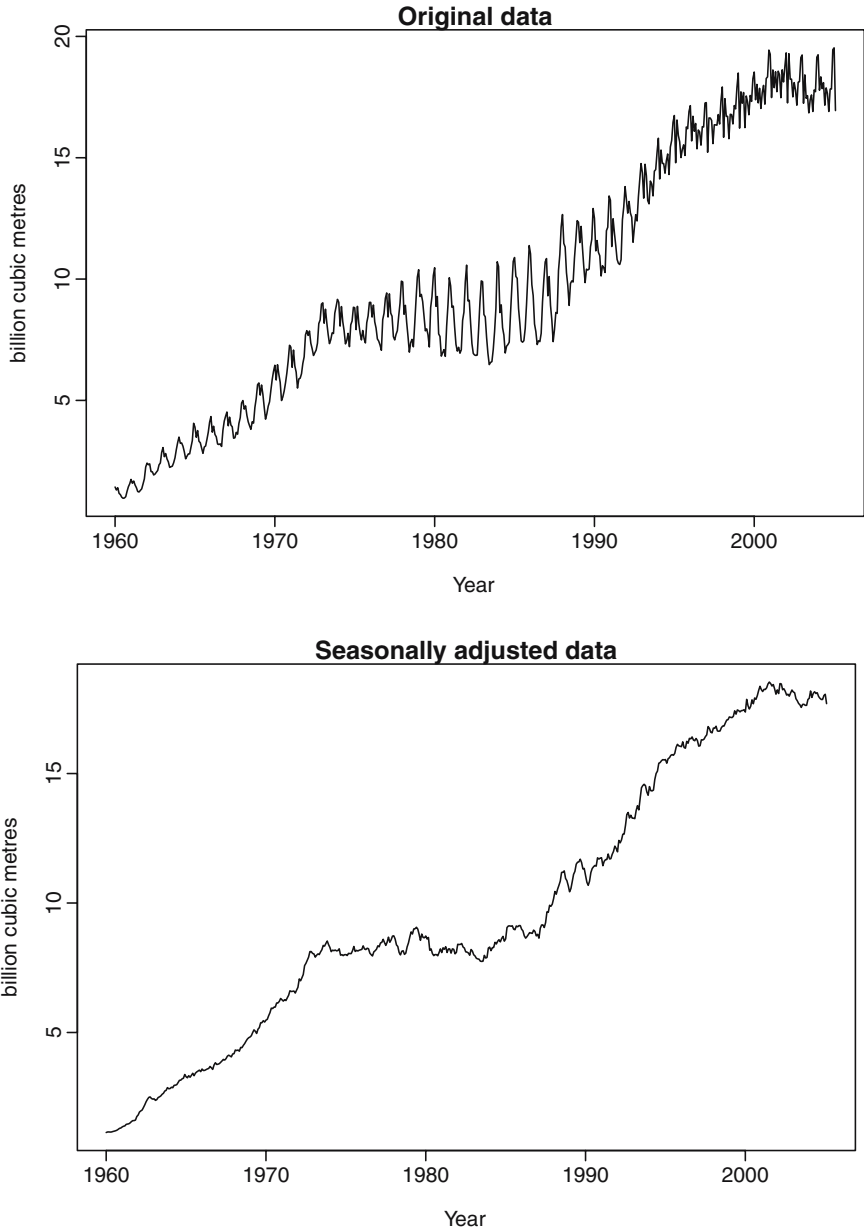 Original data
20
15
10
5
billion cubic metres
1960 1970 1980 1990 2000
Year
Seasonally adjusted data
15
10
5
billion cubic metres
1960 1970 1980 1990 2000
Year